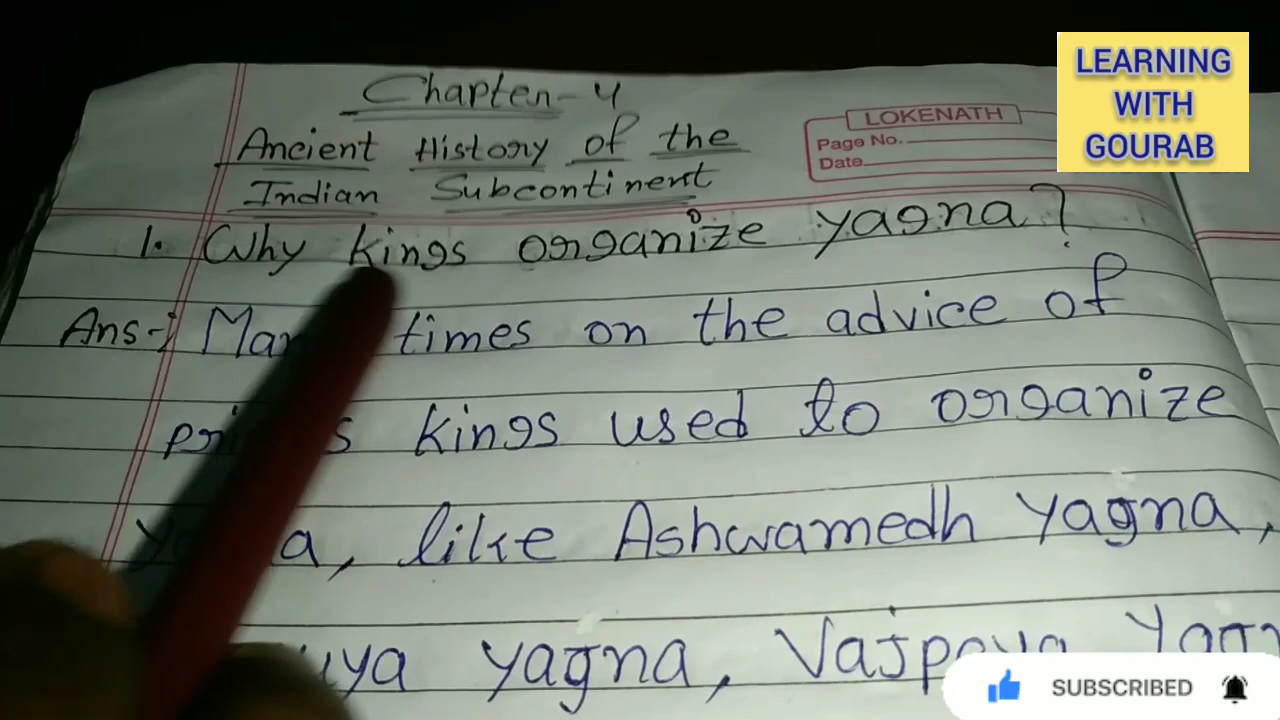 Chapter-4
Ancient History of the
Indian Subcontinent
LOKENATH
Page No.
Date
LEARNING
WITH
GOURAB
1. Why kings organize yagna?
Ans-: times on the advice of
kings used to organize
like Ashwamedh yagna,
yagna,
SUBSCRIBED